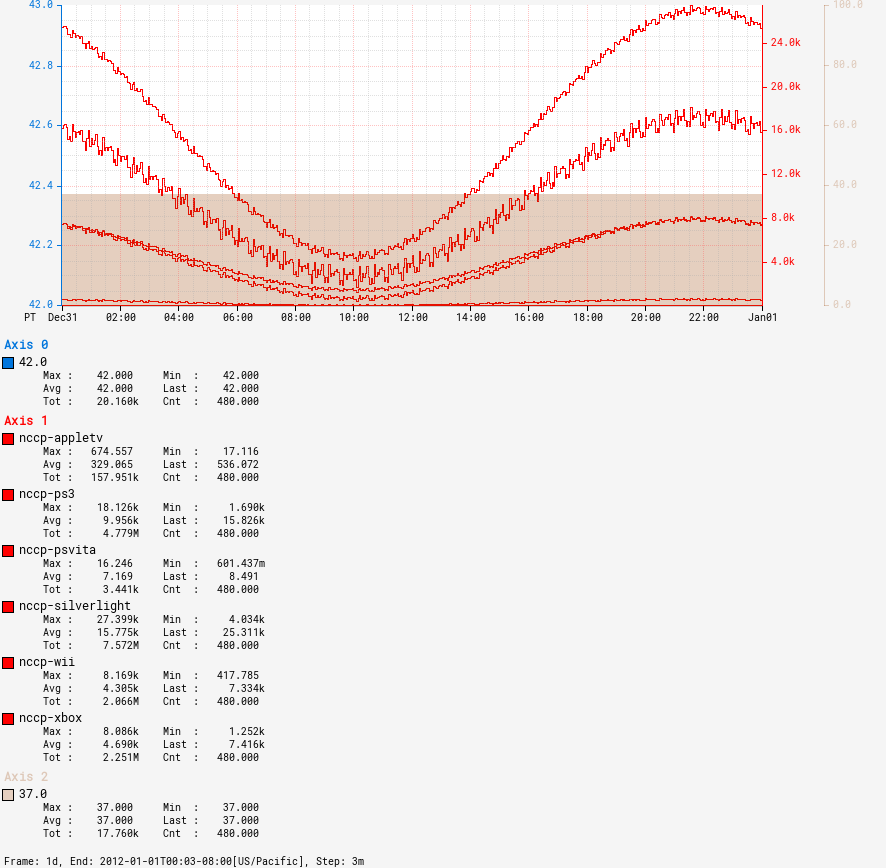 43.0
42.8
42.6
42.4
42.2
42.0
24.0k
20.0k
16.0k
12.0k
8.0k
4.0k
100.0
80.0
60.0
40.0
20.0
0.0
PT Dec31 02:00 04:00 06:00 08:00 10:00 12:00 14:00 16:00 18:00 20:00 22:00 Jan01
Axis 0
42.0
Max : 42.000 Min : 42.000
Avg : 42.000 Last : 42.000
Tot : 20.160k Cnt : 480.000
Axis 1
nccp-appletv
Max : 674.557 Min : 17.116
Avg : 329.065 Last : 536.072
Tot : 157.951k Cnt : 480.000
nccp-ps3
Max : 18.126k Min : 1.690k
Avg : 9.956k Last : 15.826k
Tot : 4.779M Cnt : 480.000
nccp-psvita
Max : 16.246 Min : 601.437m
Avg : 7.169 Last : 8.491
Tot : 3.441k Cnt : 480.000
nccp-silverlight
Max : 27.399k Min : 4.034k
Avg : 15.775k Last : 25.311k
Tot : 7.572M Cnt : 480.000
nccp-wii
Max : 8.169k Min : 417.785
Avg : 4.305k Last : 7.334k
Tot : 2.066M Cnt : 480.000
nccp-xbox
Max : 8.086k Min : 1.252k
Avg : 4.690k Last : 7.416k
Tot : 2.251M Cnt : 480.000
Axis 2
37.0
Max : 37.000 Min : 37.000
Avg : 37.000 Last : 37.000
Tot : 17.760k Cnt : 480.000
Frame: 1d, End: 2012-01-01T00:03-08:00[US/Pacific], Step: 3m